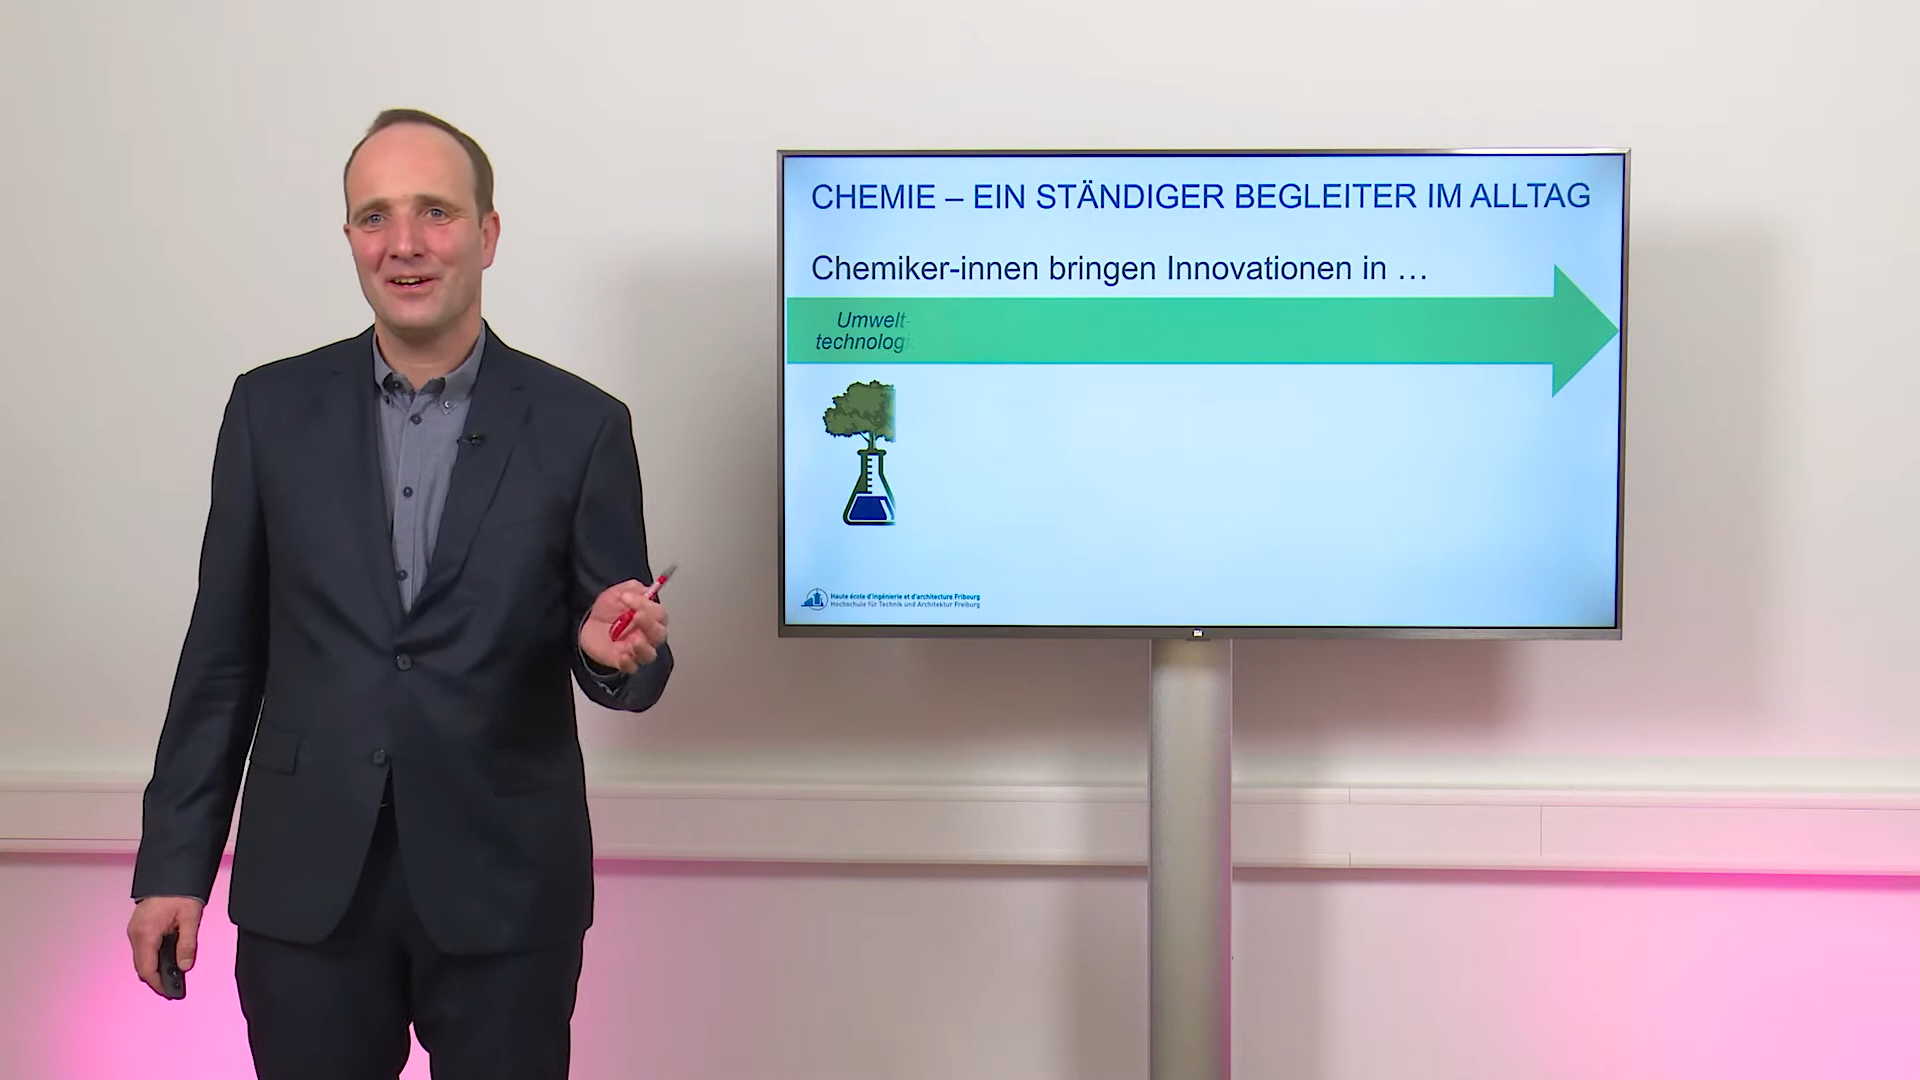 CHEMIE – EIN STÄNDIGER BEGLEITER IM ALLTAG
Chemiker-innen bringen Innovationen in …
Umwelt-
technologi
Haute école d'ingénierie et d'architecture Fribourg
Hochschule für Technik und Architektur Freiburg